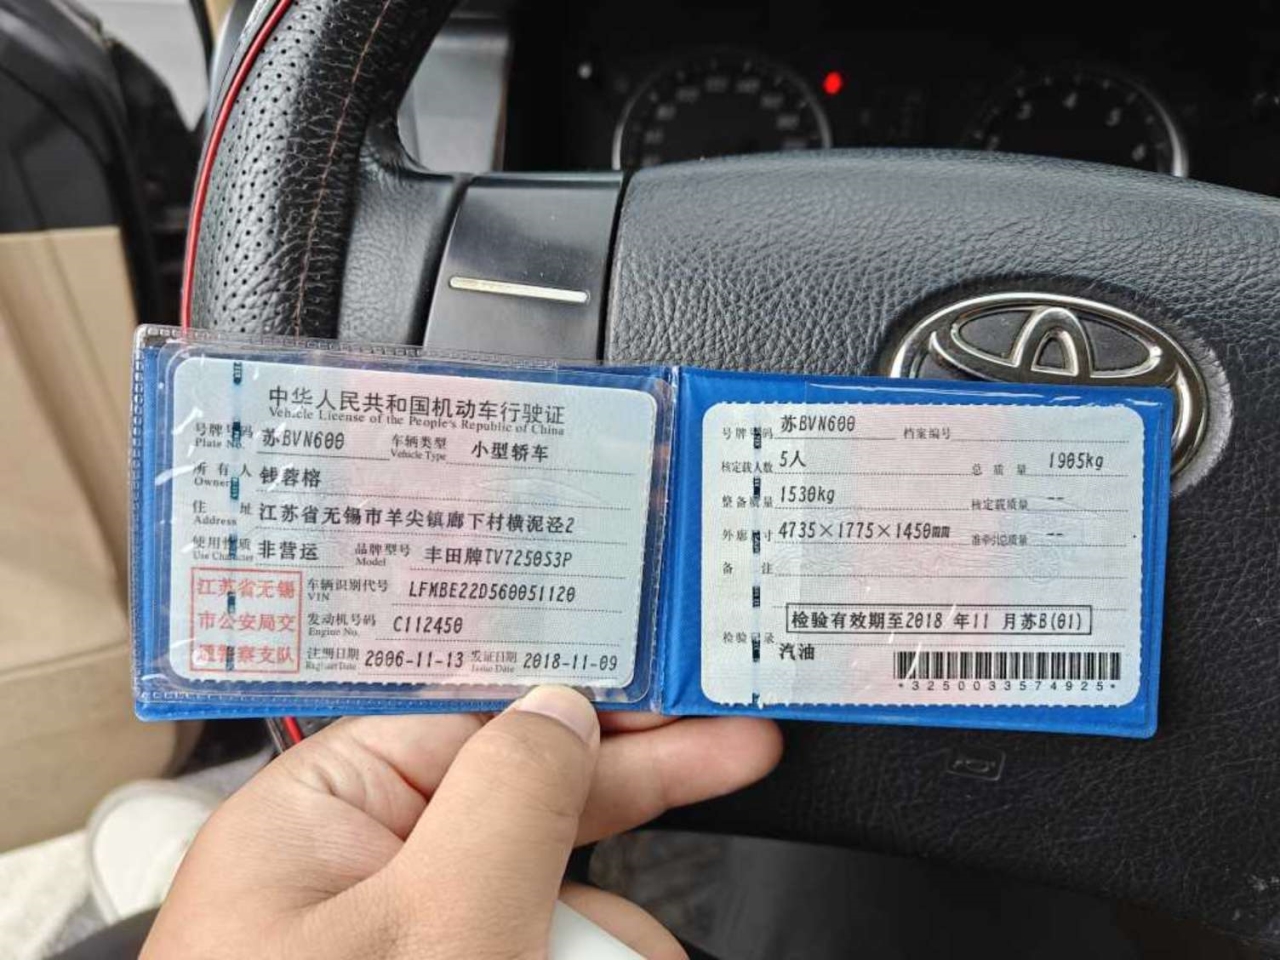 中华人民共和国机动车行驶证
Vehicle License of the People's Republic of China
号牌号码 苏BVN600 车辆类型 小型轿车
Plate No. Vehicle Type
所有人 钱蓉榕
Owner
住址 江苏省无锡市羊尖镇廊下村横泥泾2
Address
使用性质 非营运 品牌型号 丰田牌TV7250S3P
Use Character Model
江苏省无锡
市公安局交
通警察支队
车辆识别代号 LFMBE22D560051120
VIN
发动机号码 C112450
Engine No.
注册日期 2006-11-13 发证日期 2018-11-09
Register Date Issue Date
号牌号码 苏BVN600 档案编号
核定载人数 5人 总质量 1905kg
整备质量 1530kg 核定载质量 --
外廓尺寸 4735×1775×1450mm 准牵引总质量 --
备注
检验有效期至2018年11月苏B(01)
检验记录
汽油
*3250033574925*